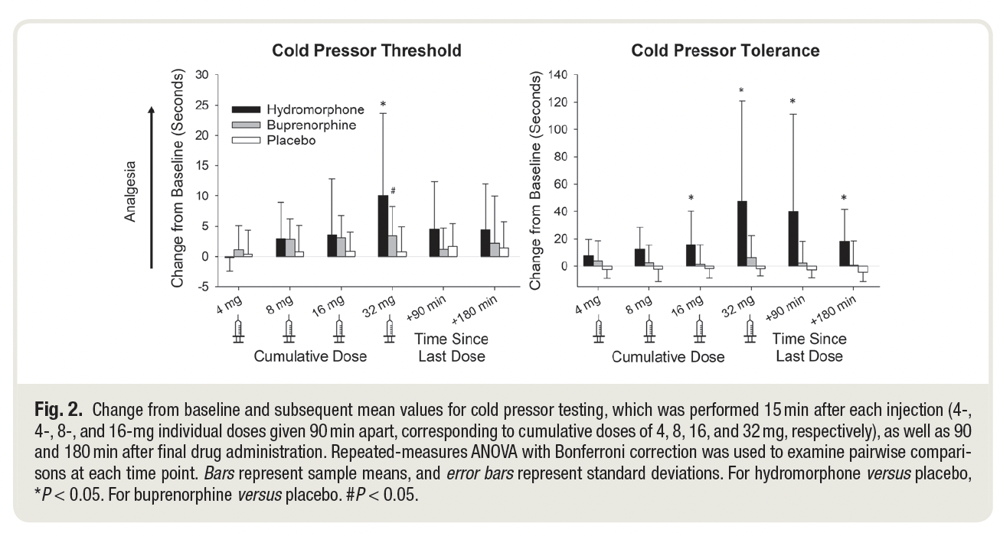 Cold Pressor Threshold
Change from Baseline (Seconds)
Analgesia
30
25
20
15
10
5
0
-5
Hydromorphone
Buprenorphine
Placebo
*
#
4 mg
8 mg
16 mg
32 mg
+90 min
+180 min
Cumulative Dose
Time Since
Last Dose
Cold Pressor Tolerance
Change from Baseline (Seconds)
140
120
100
80
60
40
20
0
*
*
*
*
4 mg
8 mg
16 mg
32 mg
+90 min
+180 min
Cumulative Dose
Time Since
Last Dose
Fig. 2. Change from baseline and subsequent mean values for cold pressor testing, which was performed 15 min after each injection (4-,
4-, 8-, and 16-mg individual doses given 90 min apart, corresponding to cumulative doses of 4, 8, 16, and 32 mg, respectively), as well as 90
and 180 min after final drug administration. Repeated-measures ANOVA with Bonferroni correction was used to examine pairwise compari-
sons at each time point. Bars represent sample means, and error bars represent standard deviations. For hydromorphone versus placebo,
*P < 0.05. For buprenorphine versus placebo. #P < 0.05.